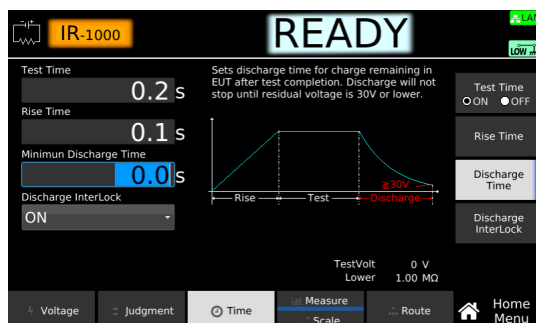 IR-1000
READY
LAN
LOW
Test Time
0.2 s
Rise Time
0.1 s
Minimun Discharge Time
0.0 s
Discharge InterLock
ON
Sets discharge time for charge remaining in
EUT after test completion. Discharge will not
stop until residual voltage is 30V or lower.
≧30V
Rise
Test
Discharge
TestVolt 0 V
Lower 1.00 MΩ
Test Time
ON OFF
Rise Time
Discharge
Time
Discharge
InterLock
Voltage
Judgment
Time
Measure
Scale
Route
Home
Menu